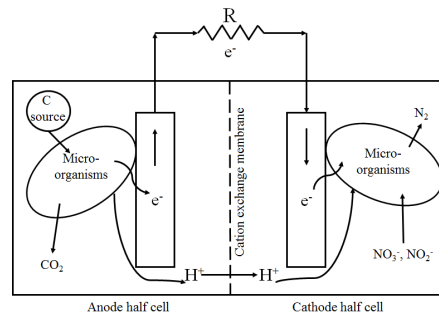 R
e⁻
C
source
Micro-
organisms
e⁻
CO₂
H⁺
Cation exchange membrane
H⁺
e⁻
N₂
Micro-
organisms
NO₃⁻, NO₂⁻
Anode half cell
Cathode half cell